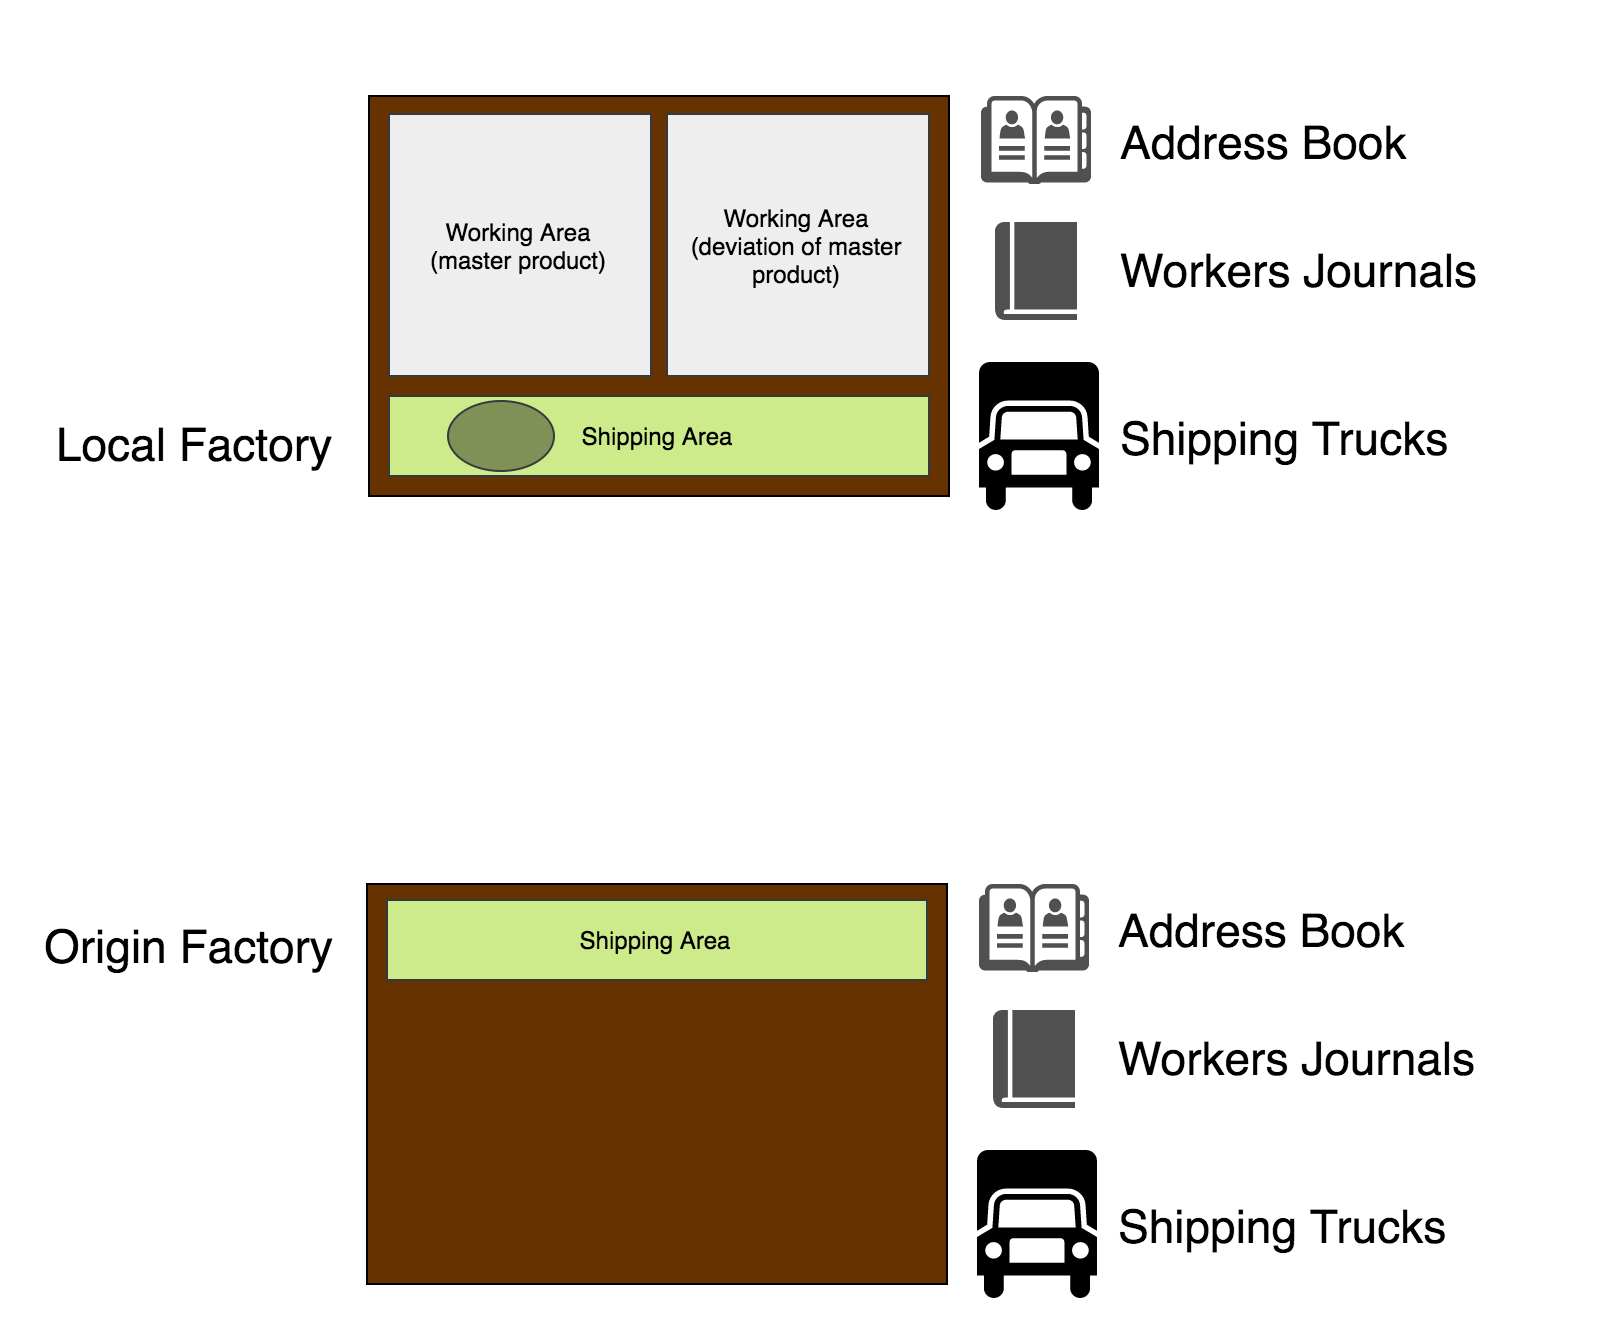 Address Book
Working Area
(master product)
Working Area
(deviation of master
product)
Workers Journals
Local Factory
Shipping Area
Shipping Trucks
Origin Factory
Shipping Area
Address Book
Workers Journals
Shipping Trucks